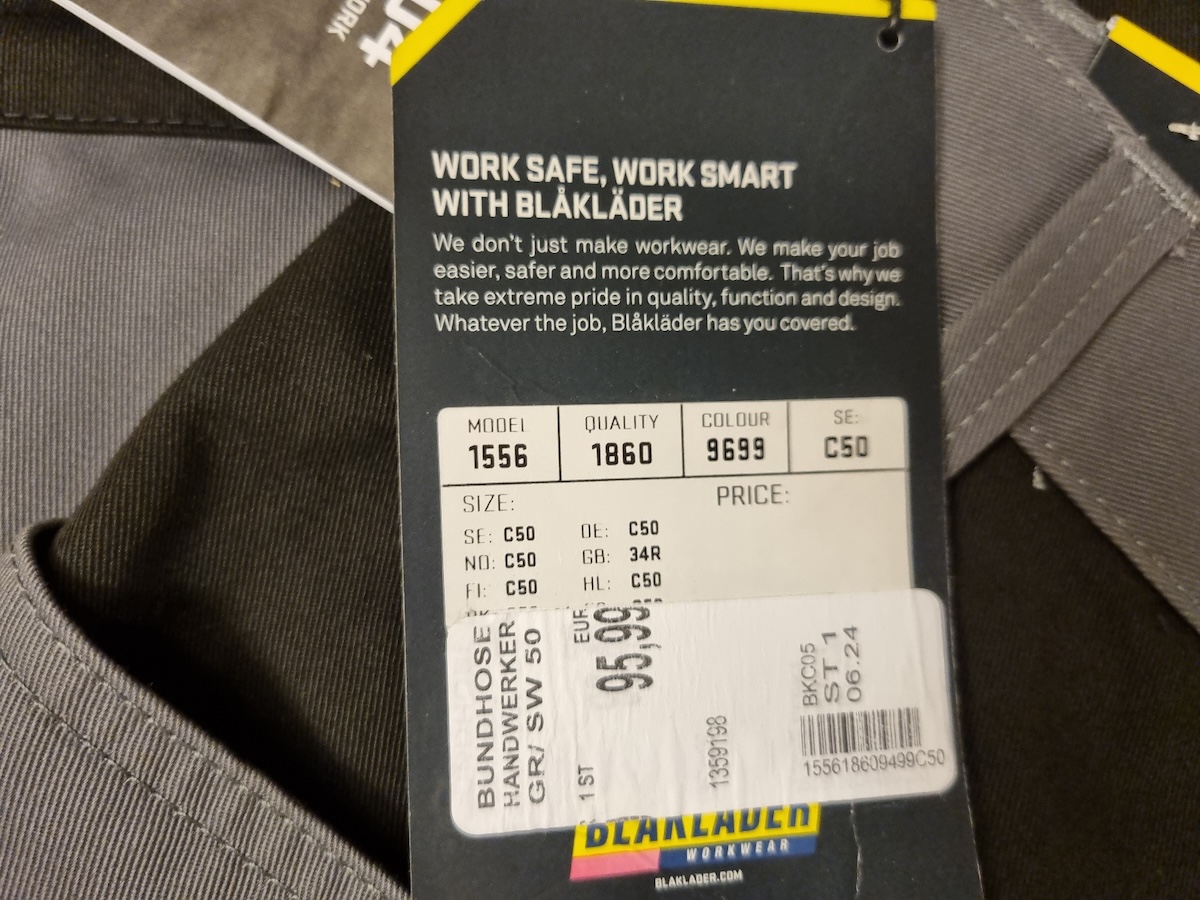 U4
WORK
WORK SAFE, WORK SMART
WITH BLÅKLÄDER
We don't just make workwear. We make your job
easier, safer and more comfortable. That's why we
take extreme pride in quality, function and design.
Whatever the job, Blåkläder has you covered.
MODEL QUALITY COLOUR SE:
1556 1860 9699 C50
SIZE: PRICE:
SE: C50 DE: C50
NO: C50 GB: 34R
FI: C50 HL: C50
BUNDHOSE
HANDWERKER
GR/ SW 50
1 ST EUR
95,99
1359198
BKC05
ST 1
06.24
155618609499C50
BLÅKLÄDER
WORKWEAR
BLAKLADER.COM